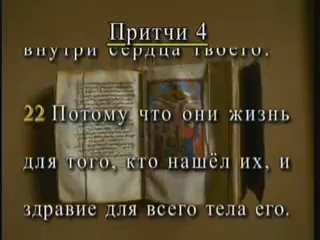 Притчи 4
внутри сердца твоего.
22 Потому что они жизнь
для того, кто нашёл их, и
здравие для всего тела его.